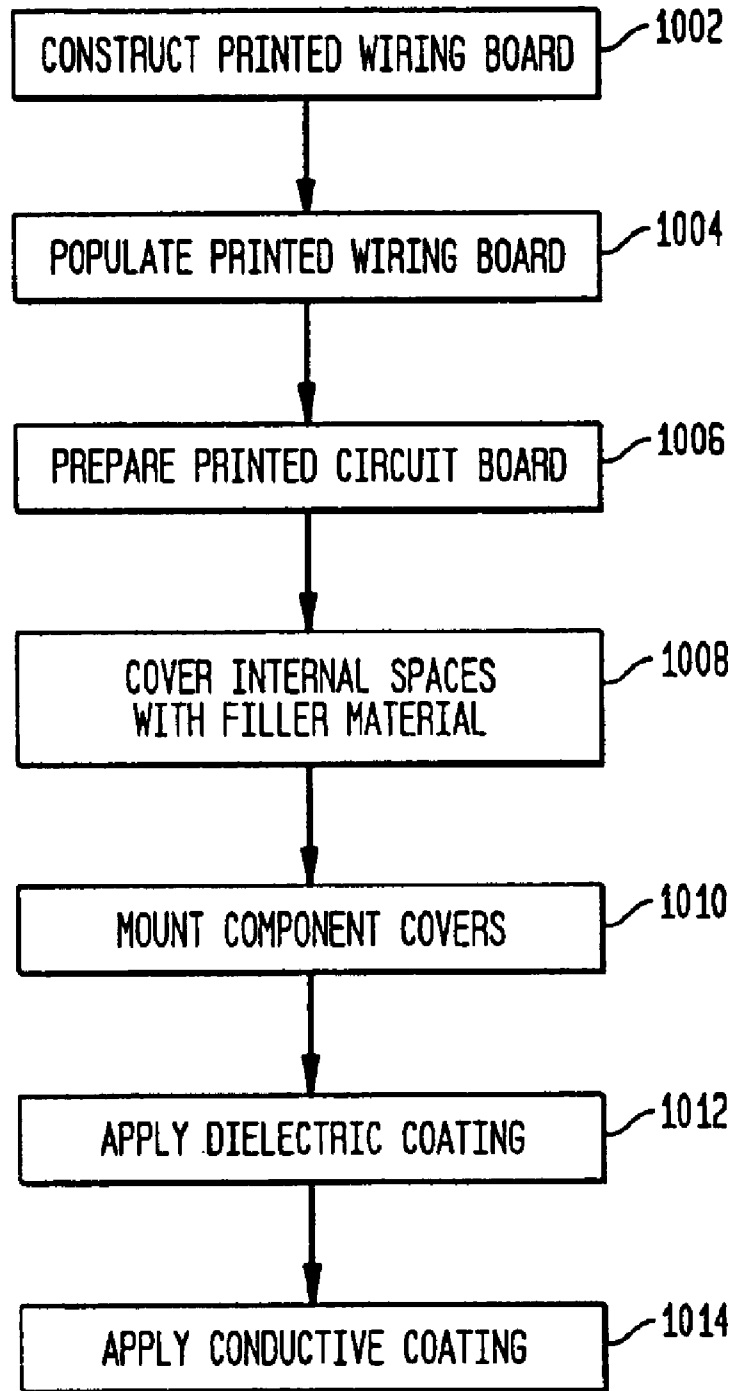 CONSTRUCT PRINTED WIRING BOARD
1002
POPULATE PRINTED WIRING BOARD
1004
PREPARE PRINTED CIRCUIT BOARD
1006
COVER INTERNAL SPACES
WITH FILLER MATERIAL
1008
MOUNT COMPONENT COVERS
1010
APPLY DIELECTRIC COATING
1012
APPLY CONDUCTIVE COATING
1014